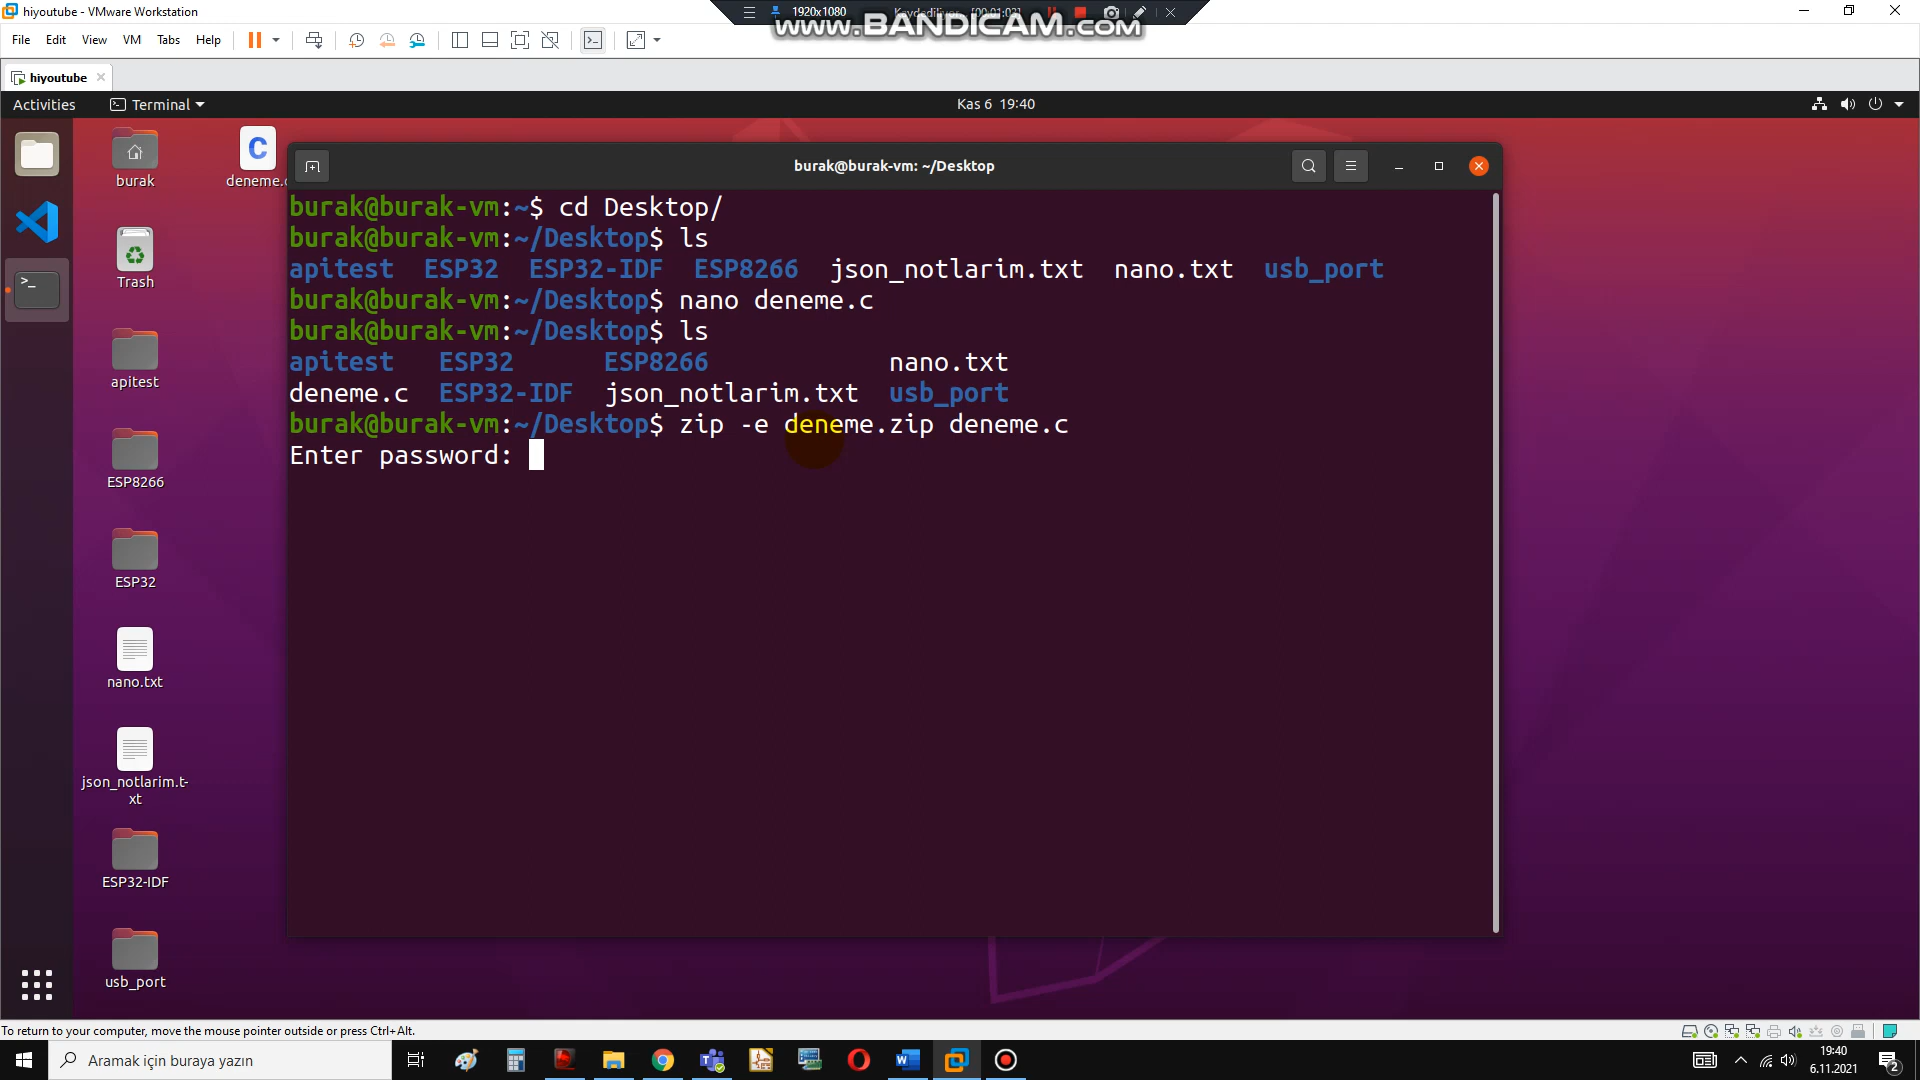 hiyoutube - VMware Workstation
1920x1080
www.BANDICAM.com
File Edit View VM Tabs Help
hiyoutube
Activities Terminal Kas 6 19:40
burak
deneme.c
burak@burak-vm: ~/Desktop
burak@burak-vm:~$ cd Desktop/
burak@burak-vm:~/Desktop$ ls
apitest ESP32 ESP32-IDF ESP8266 json_notlarim.txt nano.txt usb_port
burak@burak-vm:~/Desktop$ nano deneme.c
burak@burak-vm:~/Desktop$ ls
apitest ESP32 ESP8266 nano.txt
deneme.c ESP32-IDF json_notlarim.txt usb_port
burak@burak-vm:~/Desktop$ zip -e deneme.zip deneme.c
Enter password:
Trash
apitest
ESP8266
ESP32
nano.txt
json_notlarim.t-
xt
ESP32-IDF
usb_port
To return to your computer, move the mouse pointer outside or press Ctrl+Alt.
Aramak için buraya yazın
19:40
6.11.2021
2